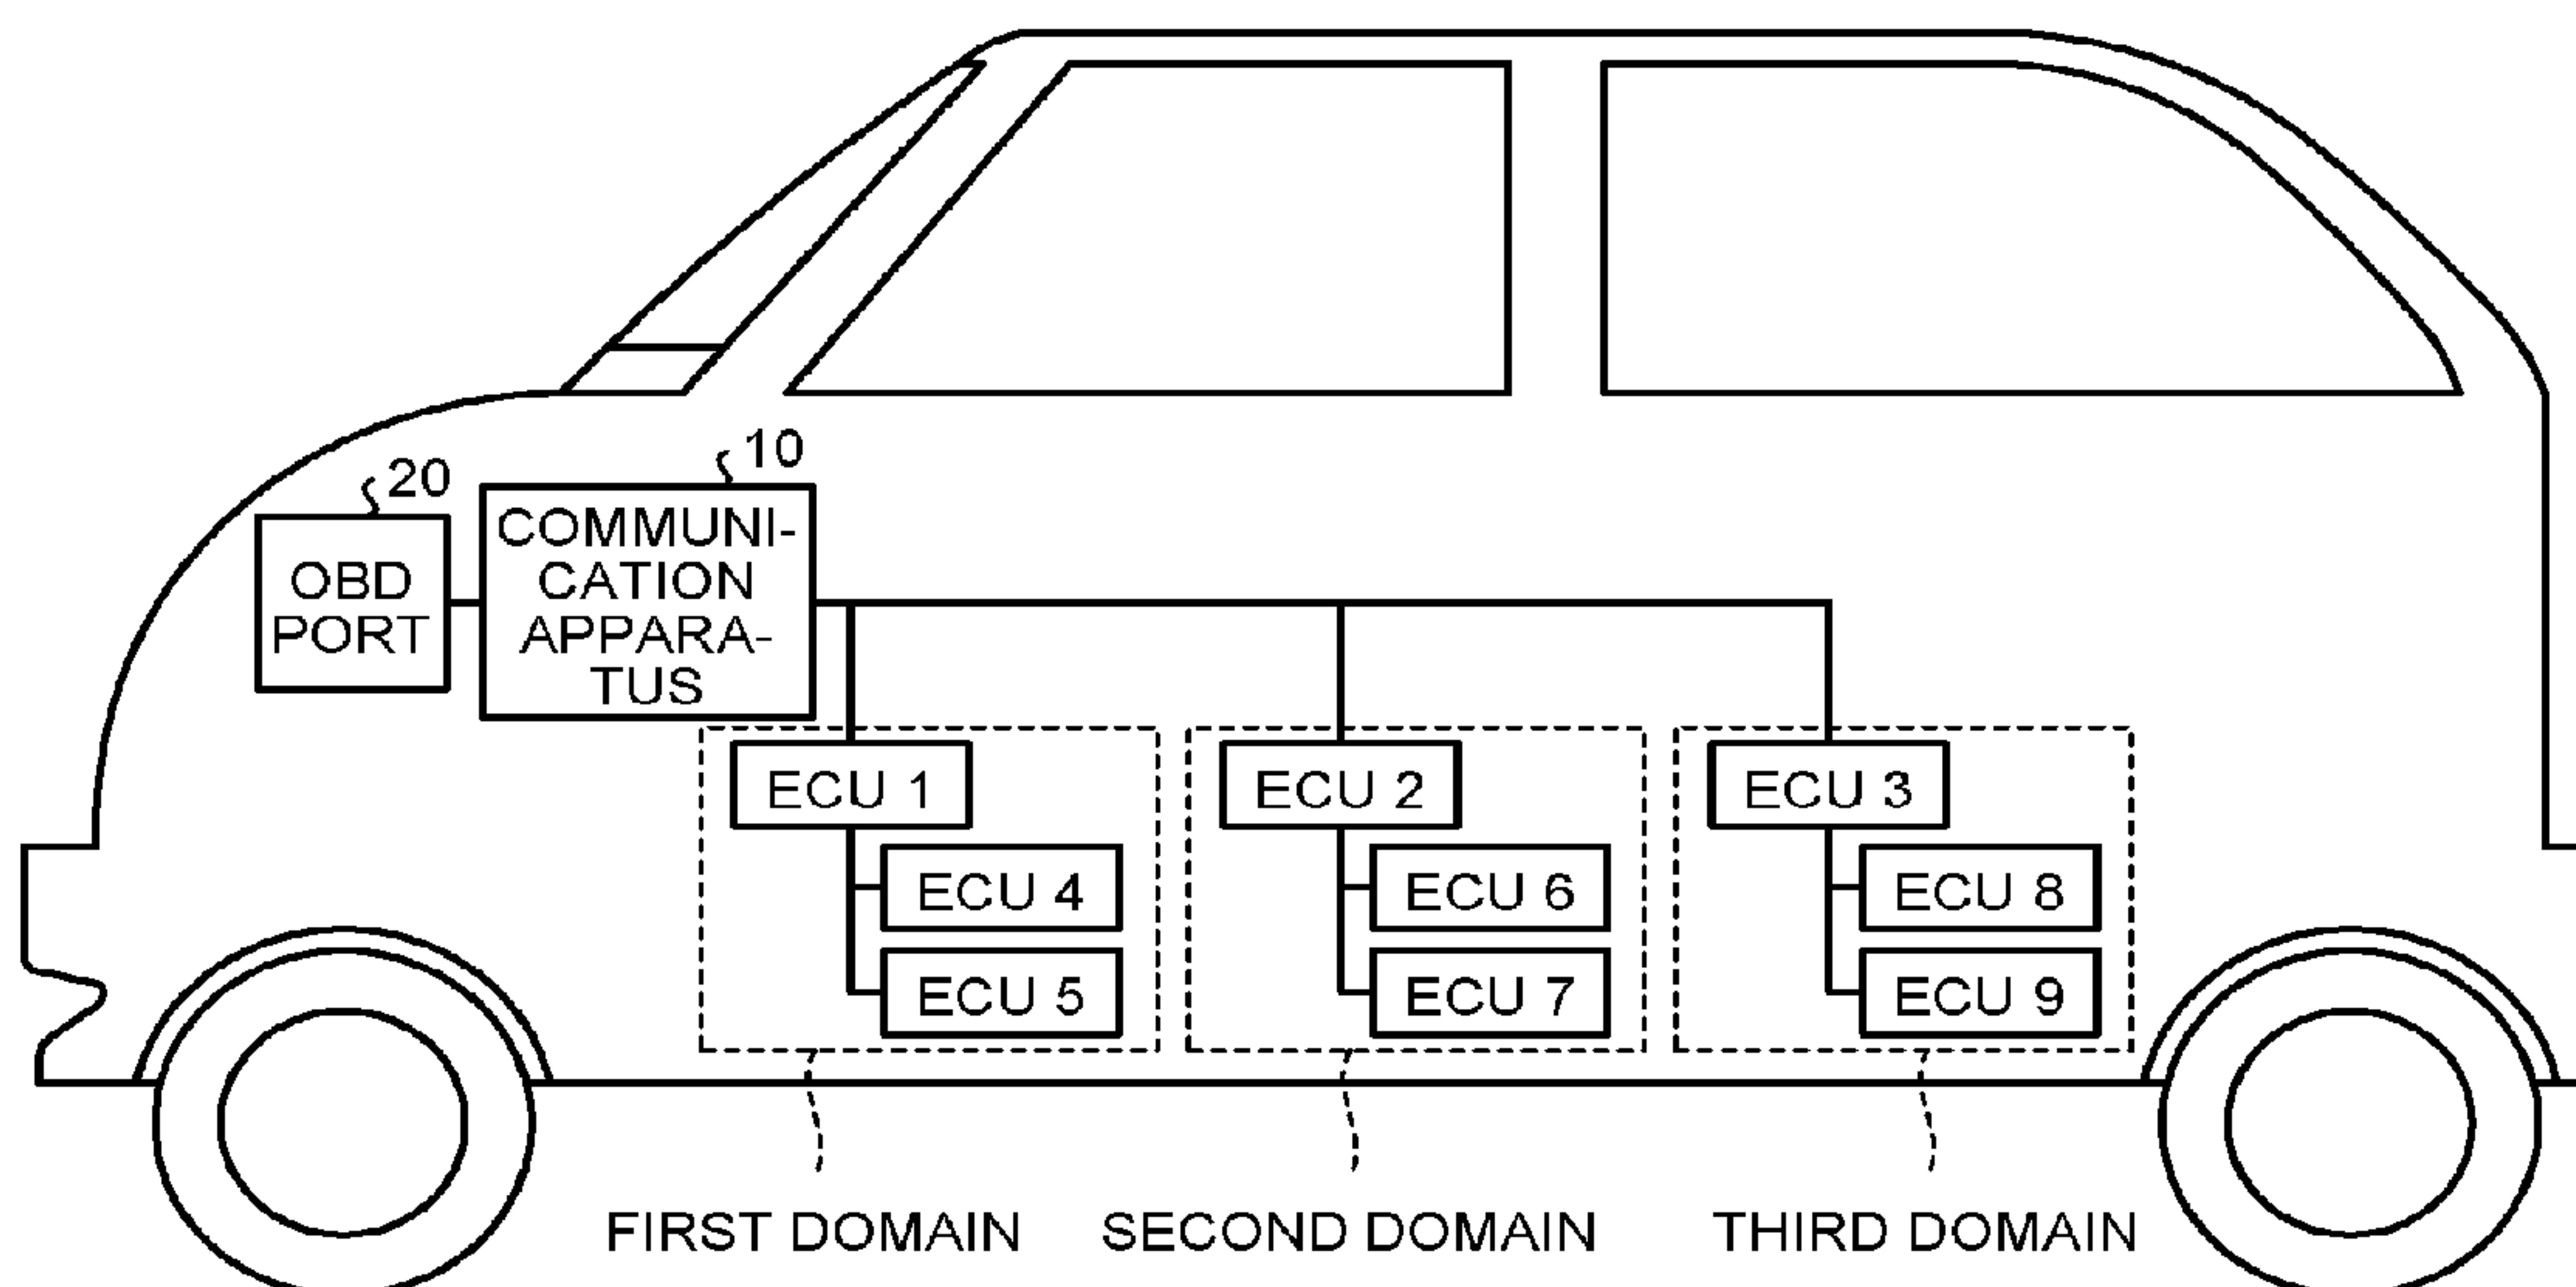 10
20
COMMUNI-
CATION
APPARA-
TUS
OBD
PORT
ECU 1
ECU 2
ECU 3
ECU 4
ECU 6
ECU 8
ECU 5
ECU 7
ECU 9
FIRST DOMAIN
SECOND DOMAIN
THIRD DOMAIN